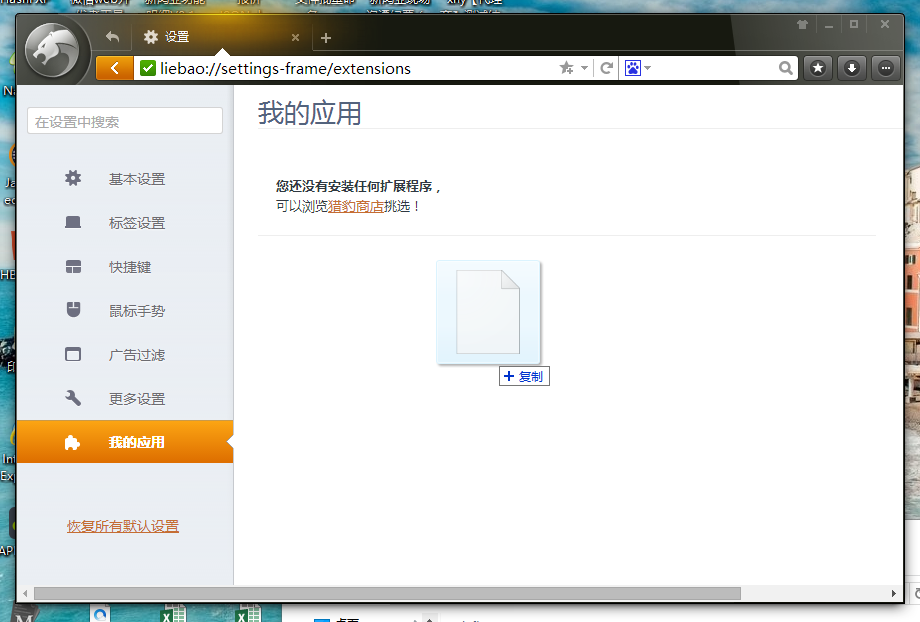 设置
liebao://settings-frame/extensions
在设置中搜索
我的应用
基本设置
标签设置
快捷键
鼠标手势
广告过滤
更多设置
我的应用
恢复所有默认设置
您还没有安装任何扩展程序，
可以浏览猎豹商店挑选！
+ 复制